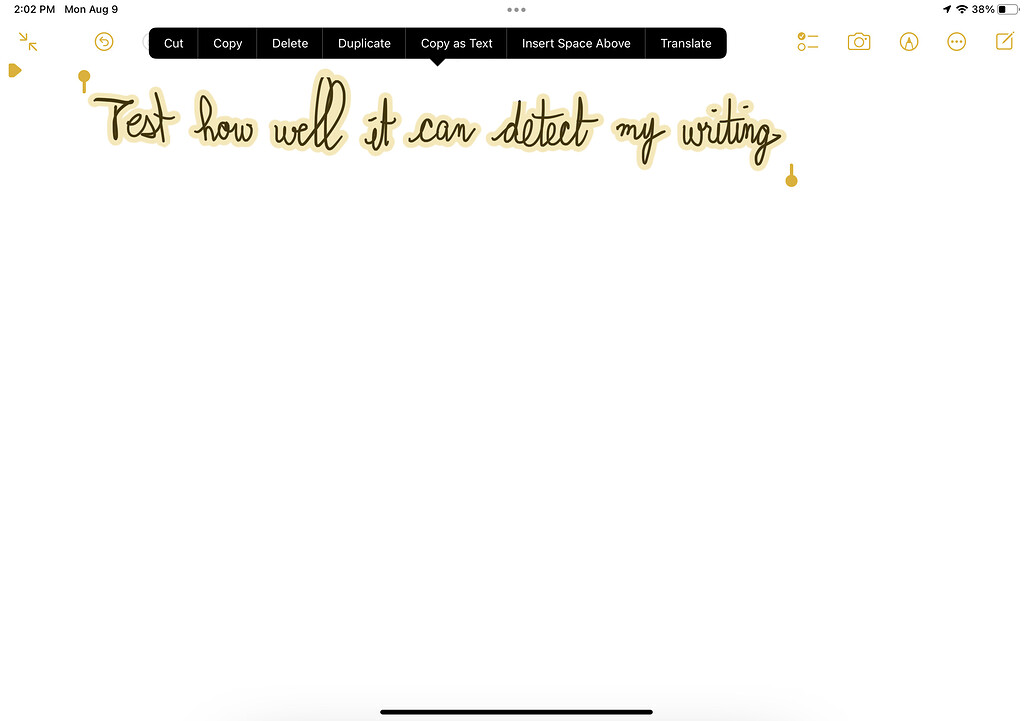 2:02 PM Mon Aug 9 38%
Cut Copy Delete Duplicate Copy as Text Insert Space Above Translate
Test how well it can detect my writing